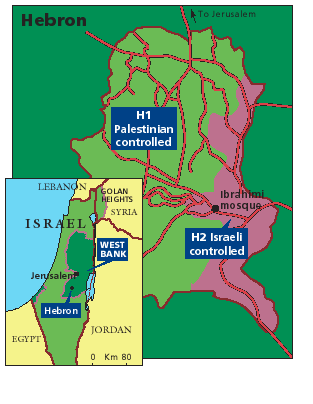 Hebron
To Jerusalem
H1
Palestinian
controlled
Ibrahimi
mosque
H2 Israeli
controlled
LEBANON
GOLAN
HEIGHTS
SYRIA
ISRAEL
WEST
BANK
Jerusalem
Hebron
JORDAN
EGYPT
0 Km 80